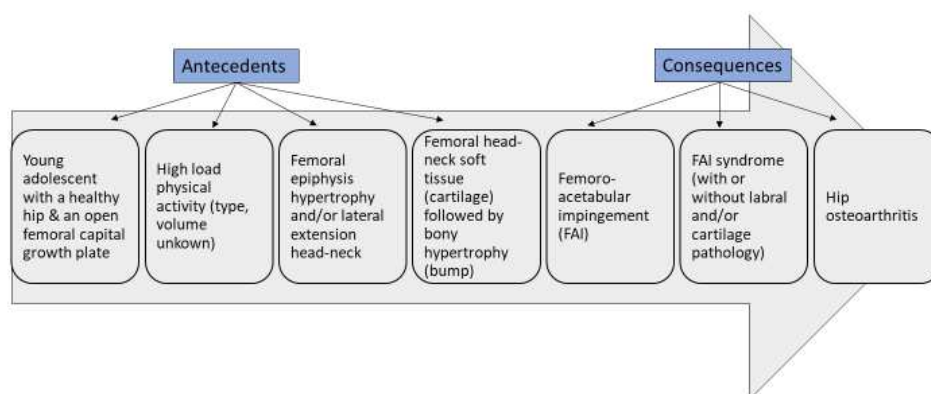 Antecedents
Consequences
Young
adolescent
with a healthy
hip & an open
femoral capital
growth plate
High load
physical
activity (type,
volume
unkown)
Femoral
epiphysis
hypertrophy
and/or lateral
extension
head-neck
Femoral head-
neck soft
tissue
(cartilage)
followed by
bony
hypertrophy
(bump)
Femoro-
acetabular
impingement
(FAI)
FAI syndrome
(with or
without labral
and/or
cartilage
pathology)
Hip
osteoarthritis